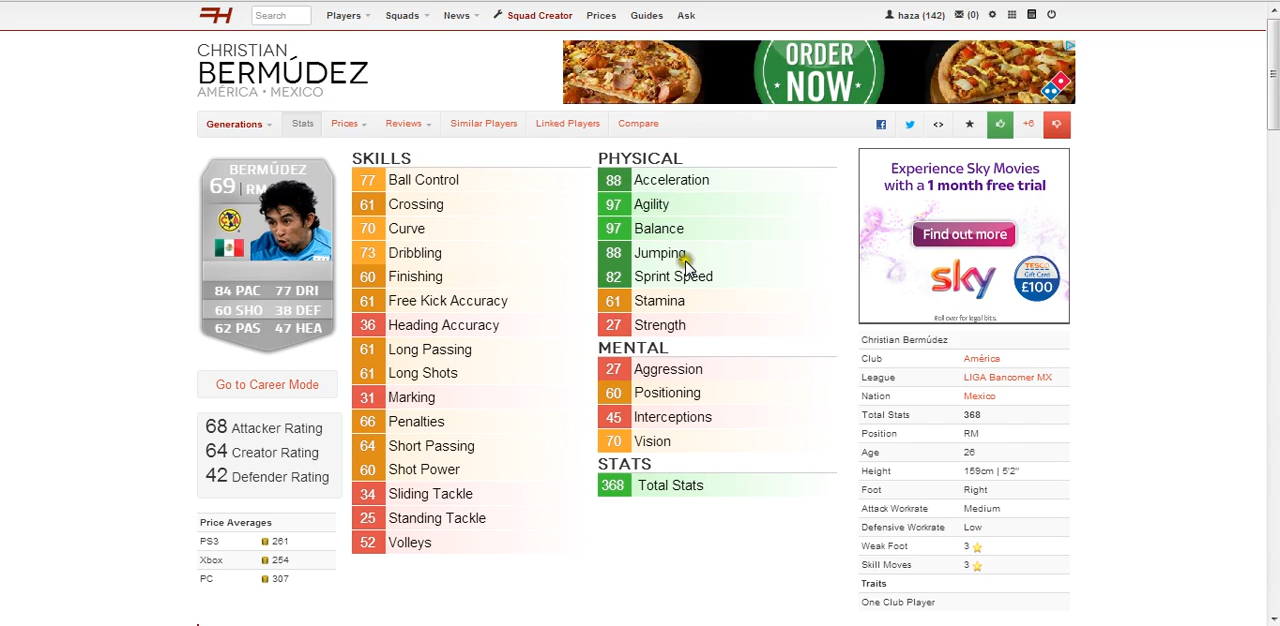 Search
Players
Squads
News
Squad Creator
Prices
Guides
Ask
haza (142)
(0)
CHRISTIAN
BERMÚDEZ
AMÉRICA • MEXICO
ORDER
NOW
Generations
Stats
Prices
Reviews
Similar Players
Linked Players
Compare
+6
BERMÚDEZ
69 RM
84 PAC 77 DRI
60 SHO 38 DEF
62 PAS 47 HEA
Go to Career Mode
68 Attacker Rating
64 Creator Rating
42 Defender Rating
Price Averages
PS3 261
Xbox 254
PC 307
SKILLS
77 Ball Control
61 Crossing
70 Curve
73 Dribbling
60 Finishing
61 Free Kick Accuracy
36 Heading Accuracy
61 Long Passing
61 Long Shots
31 Marking
66 Penalties
64 Short Passing
60 Shot Power
34 Sliding Tackle
25 Standing Tackle
52 Volleys
PHYSICAL
88 Acceleration
97 Agility
97 Balance
88 Jumping
82 Sprint Speed
61 Stamina
27 Strength
MENTAL
27 Aggression
60 Positioning
45 Interceptions
70 Vision
STATS
368 Total Stats
Experience Sky Movies
with a 1 month free trial
Find out more
sky
TESCO
Gift Card
£100
Roll over for legal bits.
Christian Bermúdez
Club América
League LIGA Bancomer MX
Nation Mexico
Total Stats 368
Position RM
Age 26
Height 159cm | 5'2"
Foot Right
Attack Workrate Medium
Defensive Workrate Low
Weak Foot 3
Skill Moves 3
Traits
One Club Player